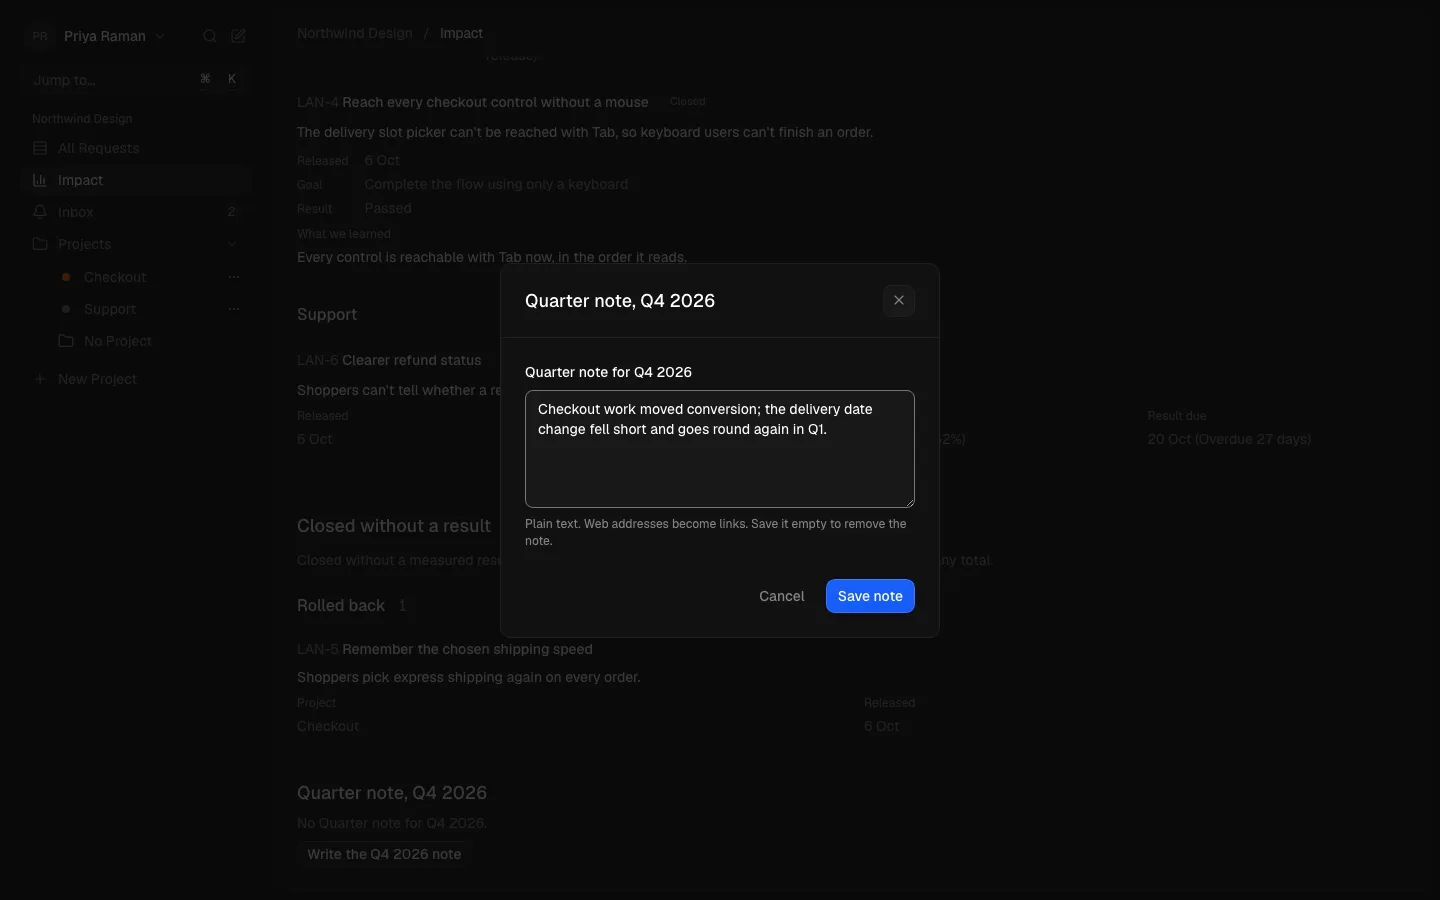 PR Priya Raman
Jump to... ⌘ K
Northwind Design
All Requests
Impact
Inbox 2
Projects
Checkout
Support
No Project
New Project
Northwind Design / Impact
LAN-4 Reach every checkout control without a mouse Closed
The delivery slot picker can't be reached with Tab, so keyboard users can't finish an order.
Released 6 Oct
Goal Complete the flow using only a keyboard
Result Passed
What we learned
Every control is reachable with Tab now, in the order it reads.
Support
LAN-6 Clearer refund status
Shoppers can't tell whether a re
Released Result due
6 Oct 2%) 20 Oct (Overdue 27 days)
Closed without a result
Closed without a measured ny total.
Rolled back 1
LAN-5 Remember the chosen shipping speed
Shoppers pick express shipping again on every order.
Project Released
Checkout 6 Oct
Quarter note, Q4 2026
No Quarter note for Q4 2026.
Write the Q4 2026 note
Quarter note, Q4 2026
Quarter note for Q4 2026
Checkout work moved conversion; the delivery date
change fell short and goes round again in Q1.
Plain text. Web addresses become links. Save it empty to remove the
note.
Cancel Save note